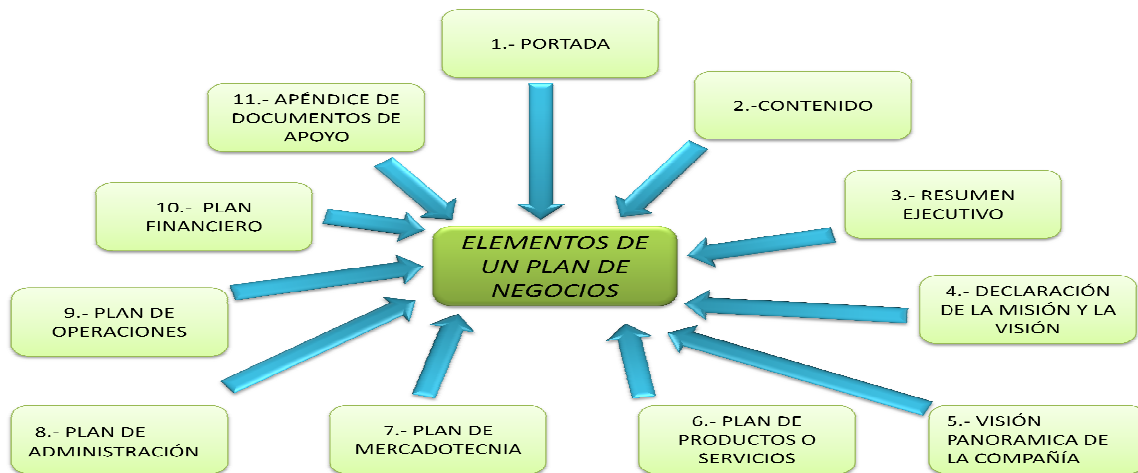 1.- PORTADA
2.-CONTENIDO
3.- RESUMEN
EJECUTIVO
4.- DECLARACIÓN
DE LA MISIÓN Y LA
VISIÓN
5.- VISIÓN
PANORAMICA DE
LA COMPAÑÍA
6.- PLAN DE
PRODUCTOS O
SERVICIOS
7.- PLAN DE
MERCADOTECNIA
8.- PLAN DE
ADMINISTRACIÓN
9.- PLAN DE
OPERACIONES
10.- PLAN
FINANCIERO
11.- APÉNDICE DE
DOCUMENTOS DE
APOYO
ELEMENTOS DE
UN PLAN DE
NEGOCIOS